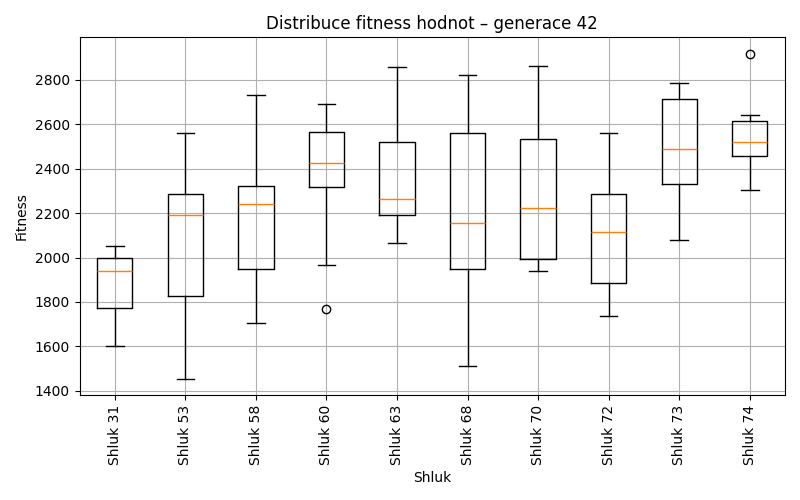 Distribuce fitness hodnot – generace 42
Fitness
2800
2600
2400
2200
2000
1800
1600
1400
Shluk 31
Shluk 53
Shluk 58
Shluk 60
Shluk 63
Shluk 68
Shluk 70
Shluk 72
Shluk 73
Shluk 74
Shluk